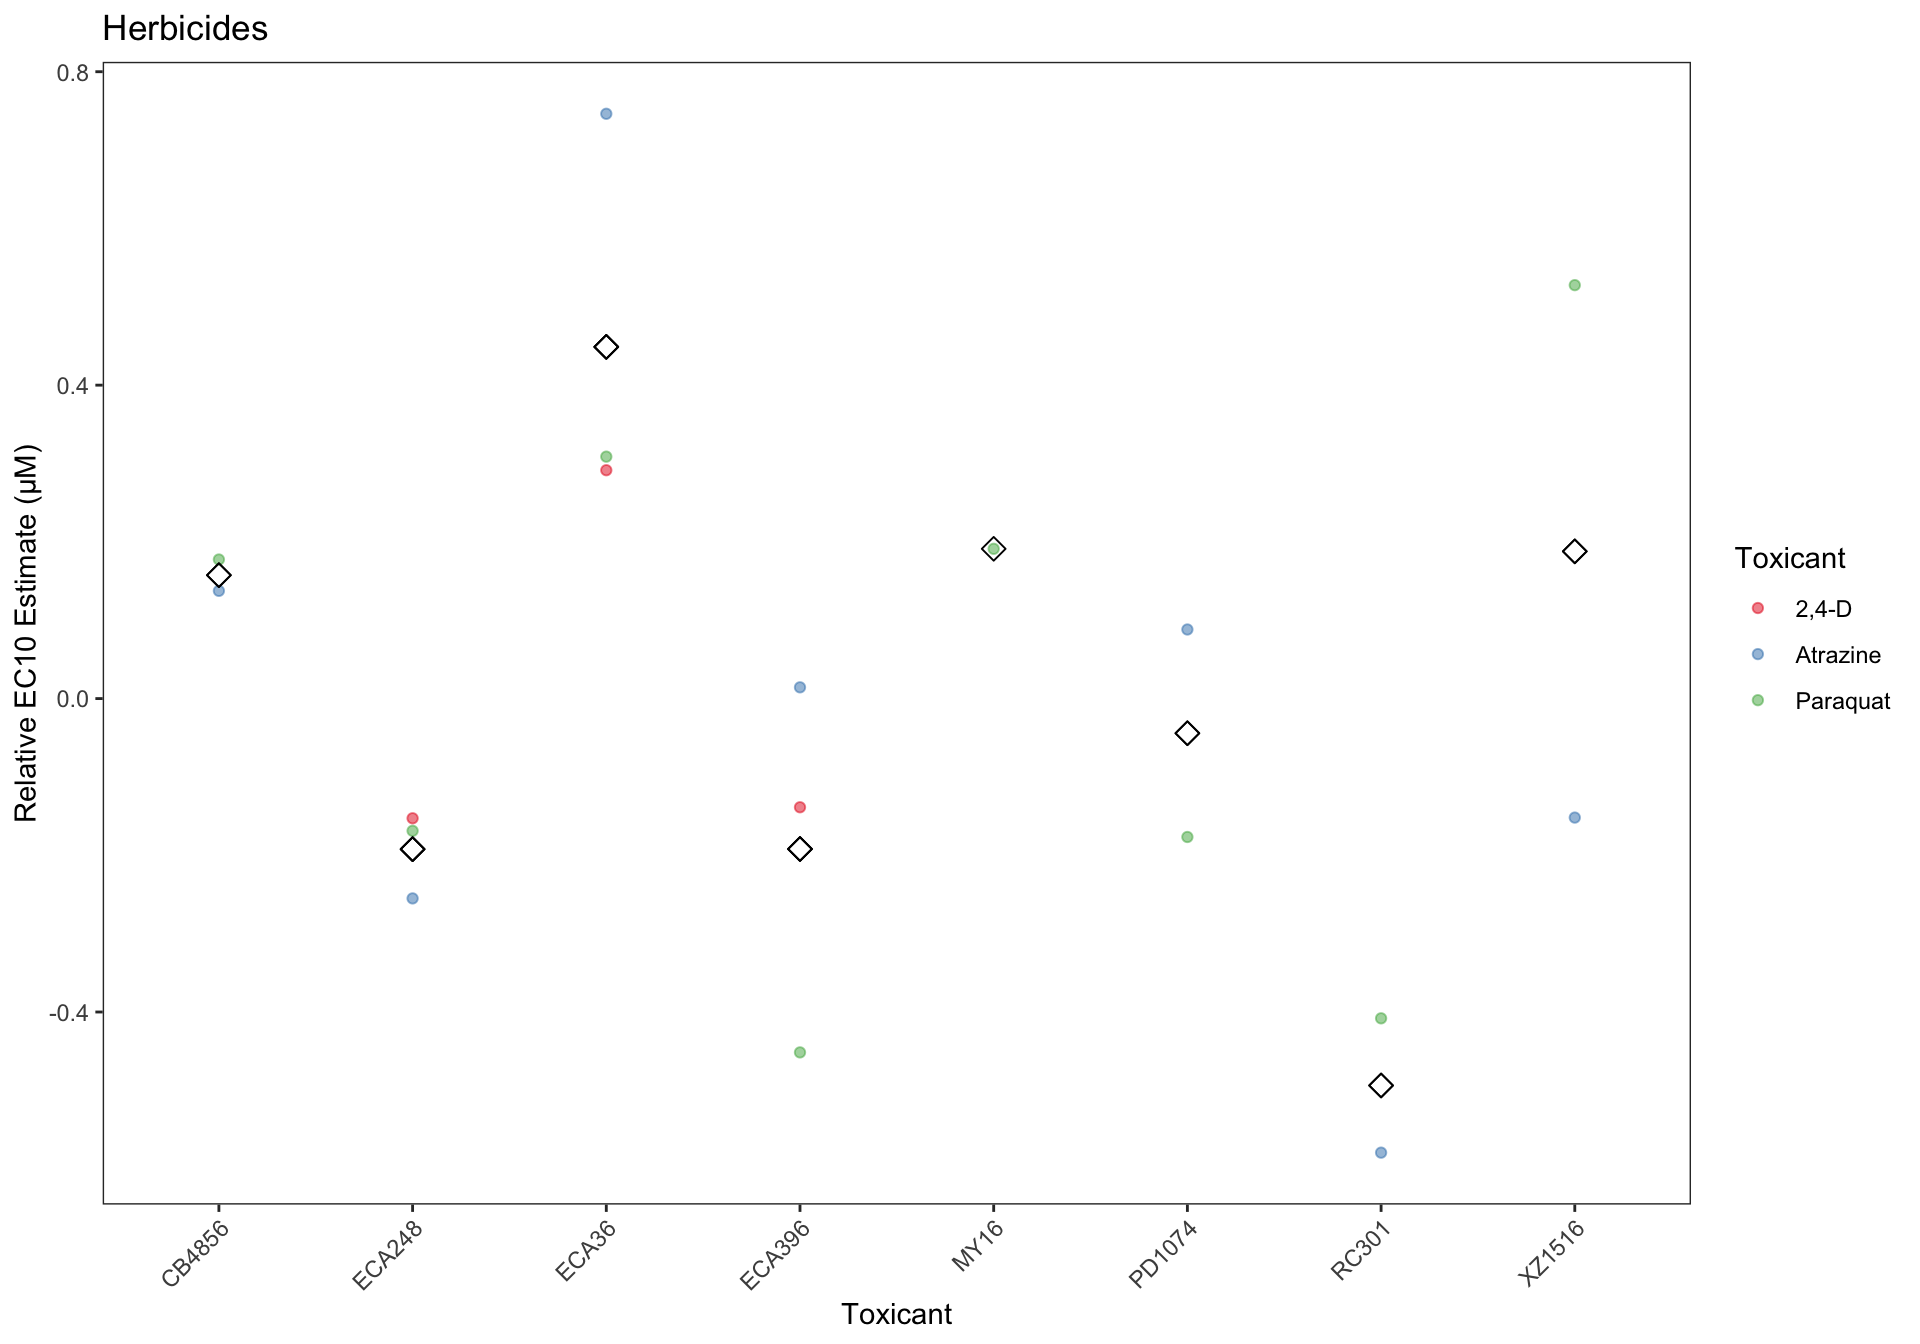 Herbicides
0.8
0.4
0.0
-0.4
Relative EC10 Estimate (μM)
CB4856
ECA248
ECA36
ECA396
MY16
PD1074
RC301
XZ1516
Toxicant
Toxicant
2,4-D
Atrazine
Paraquat